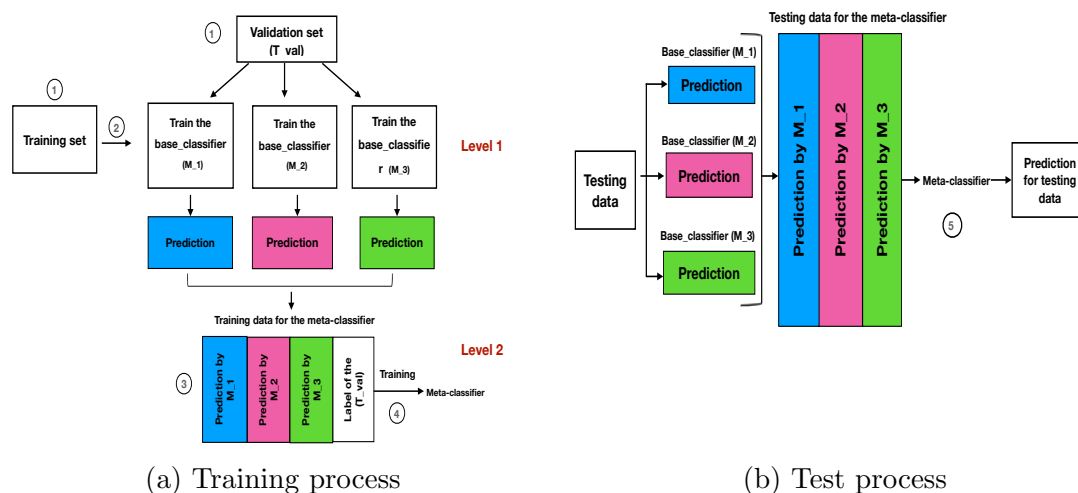 1
Validation set
(T_val)
1
Training set
2
Train the
base_classifier
(M_1)
Train the
base_classifier
(M_2)
Train the
base_classifie
r (M_3)
Level 1
Prediction
Prediction
Prediction
Training data for the meta-classifier
Level 2
3
Prediction by
M_1
Prediction by
M_2
Prediction by
M_3
Label of the
(T_val)
Training
4
Meta-classifier
(a) Training process
Testing data for the meta-classifier
Testing
data
Base_classifier (M_1)
Prediction
Base_classifier (M_2)
Prediction
Base_classifier (M_3)
Prediction
Prediction by M_1
Prediction by M_2
Prediction by M_3
Meta-classifier
5
Prediction
for testing
data
(b) Test process